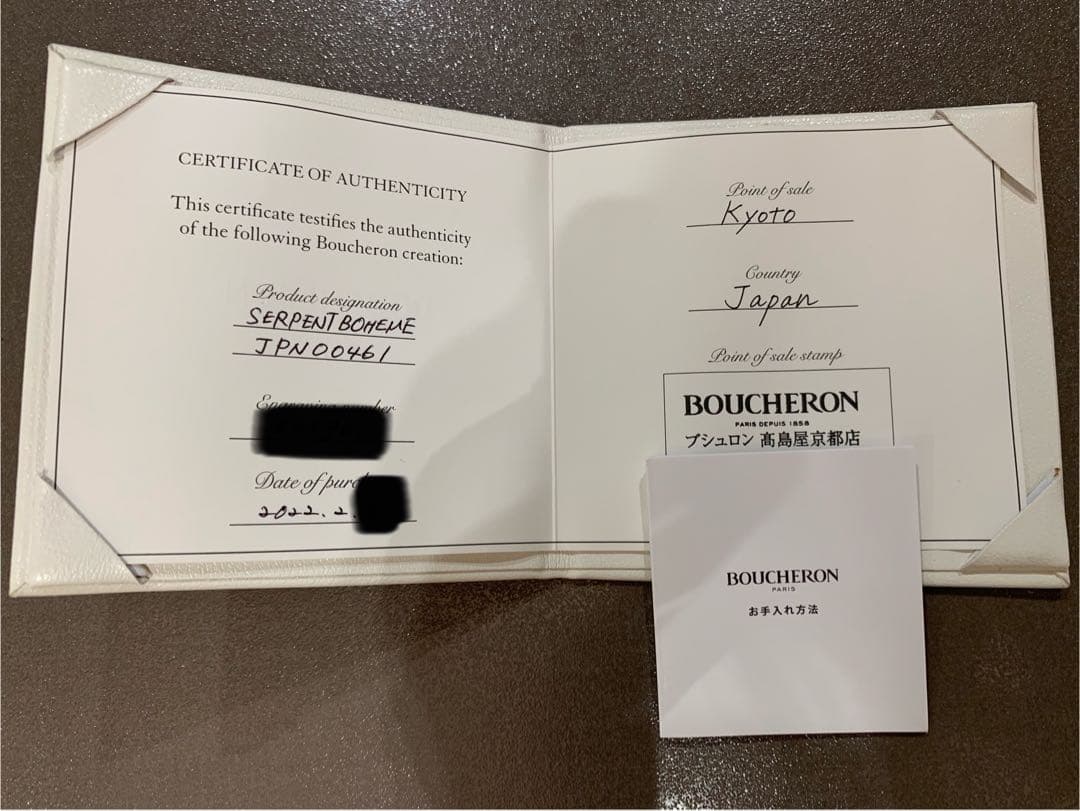 CERTIFICATE OF AUTHENTICITY
This certificate testifies the authenticity
of the following Boucheron creation:
Product designation
SERPENT BOHEME
JPN00461
Date of
2022.2.
Point of sale
Kyoto
Country
Japan
Point of sale stamp
BOUCHERON
PARIS DEPUIS 1858
ブシュロン 髙島屋京都店
BOUCHERON
PARIS
お手入れ方法